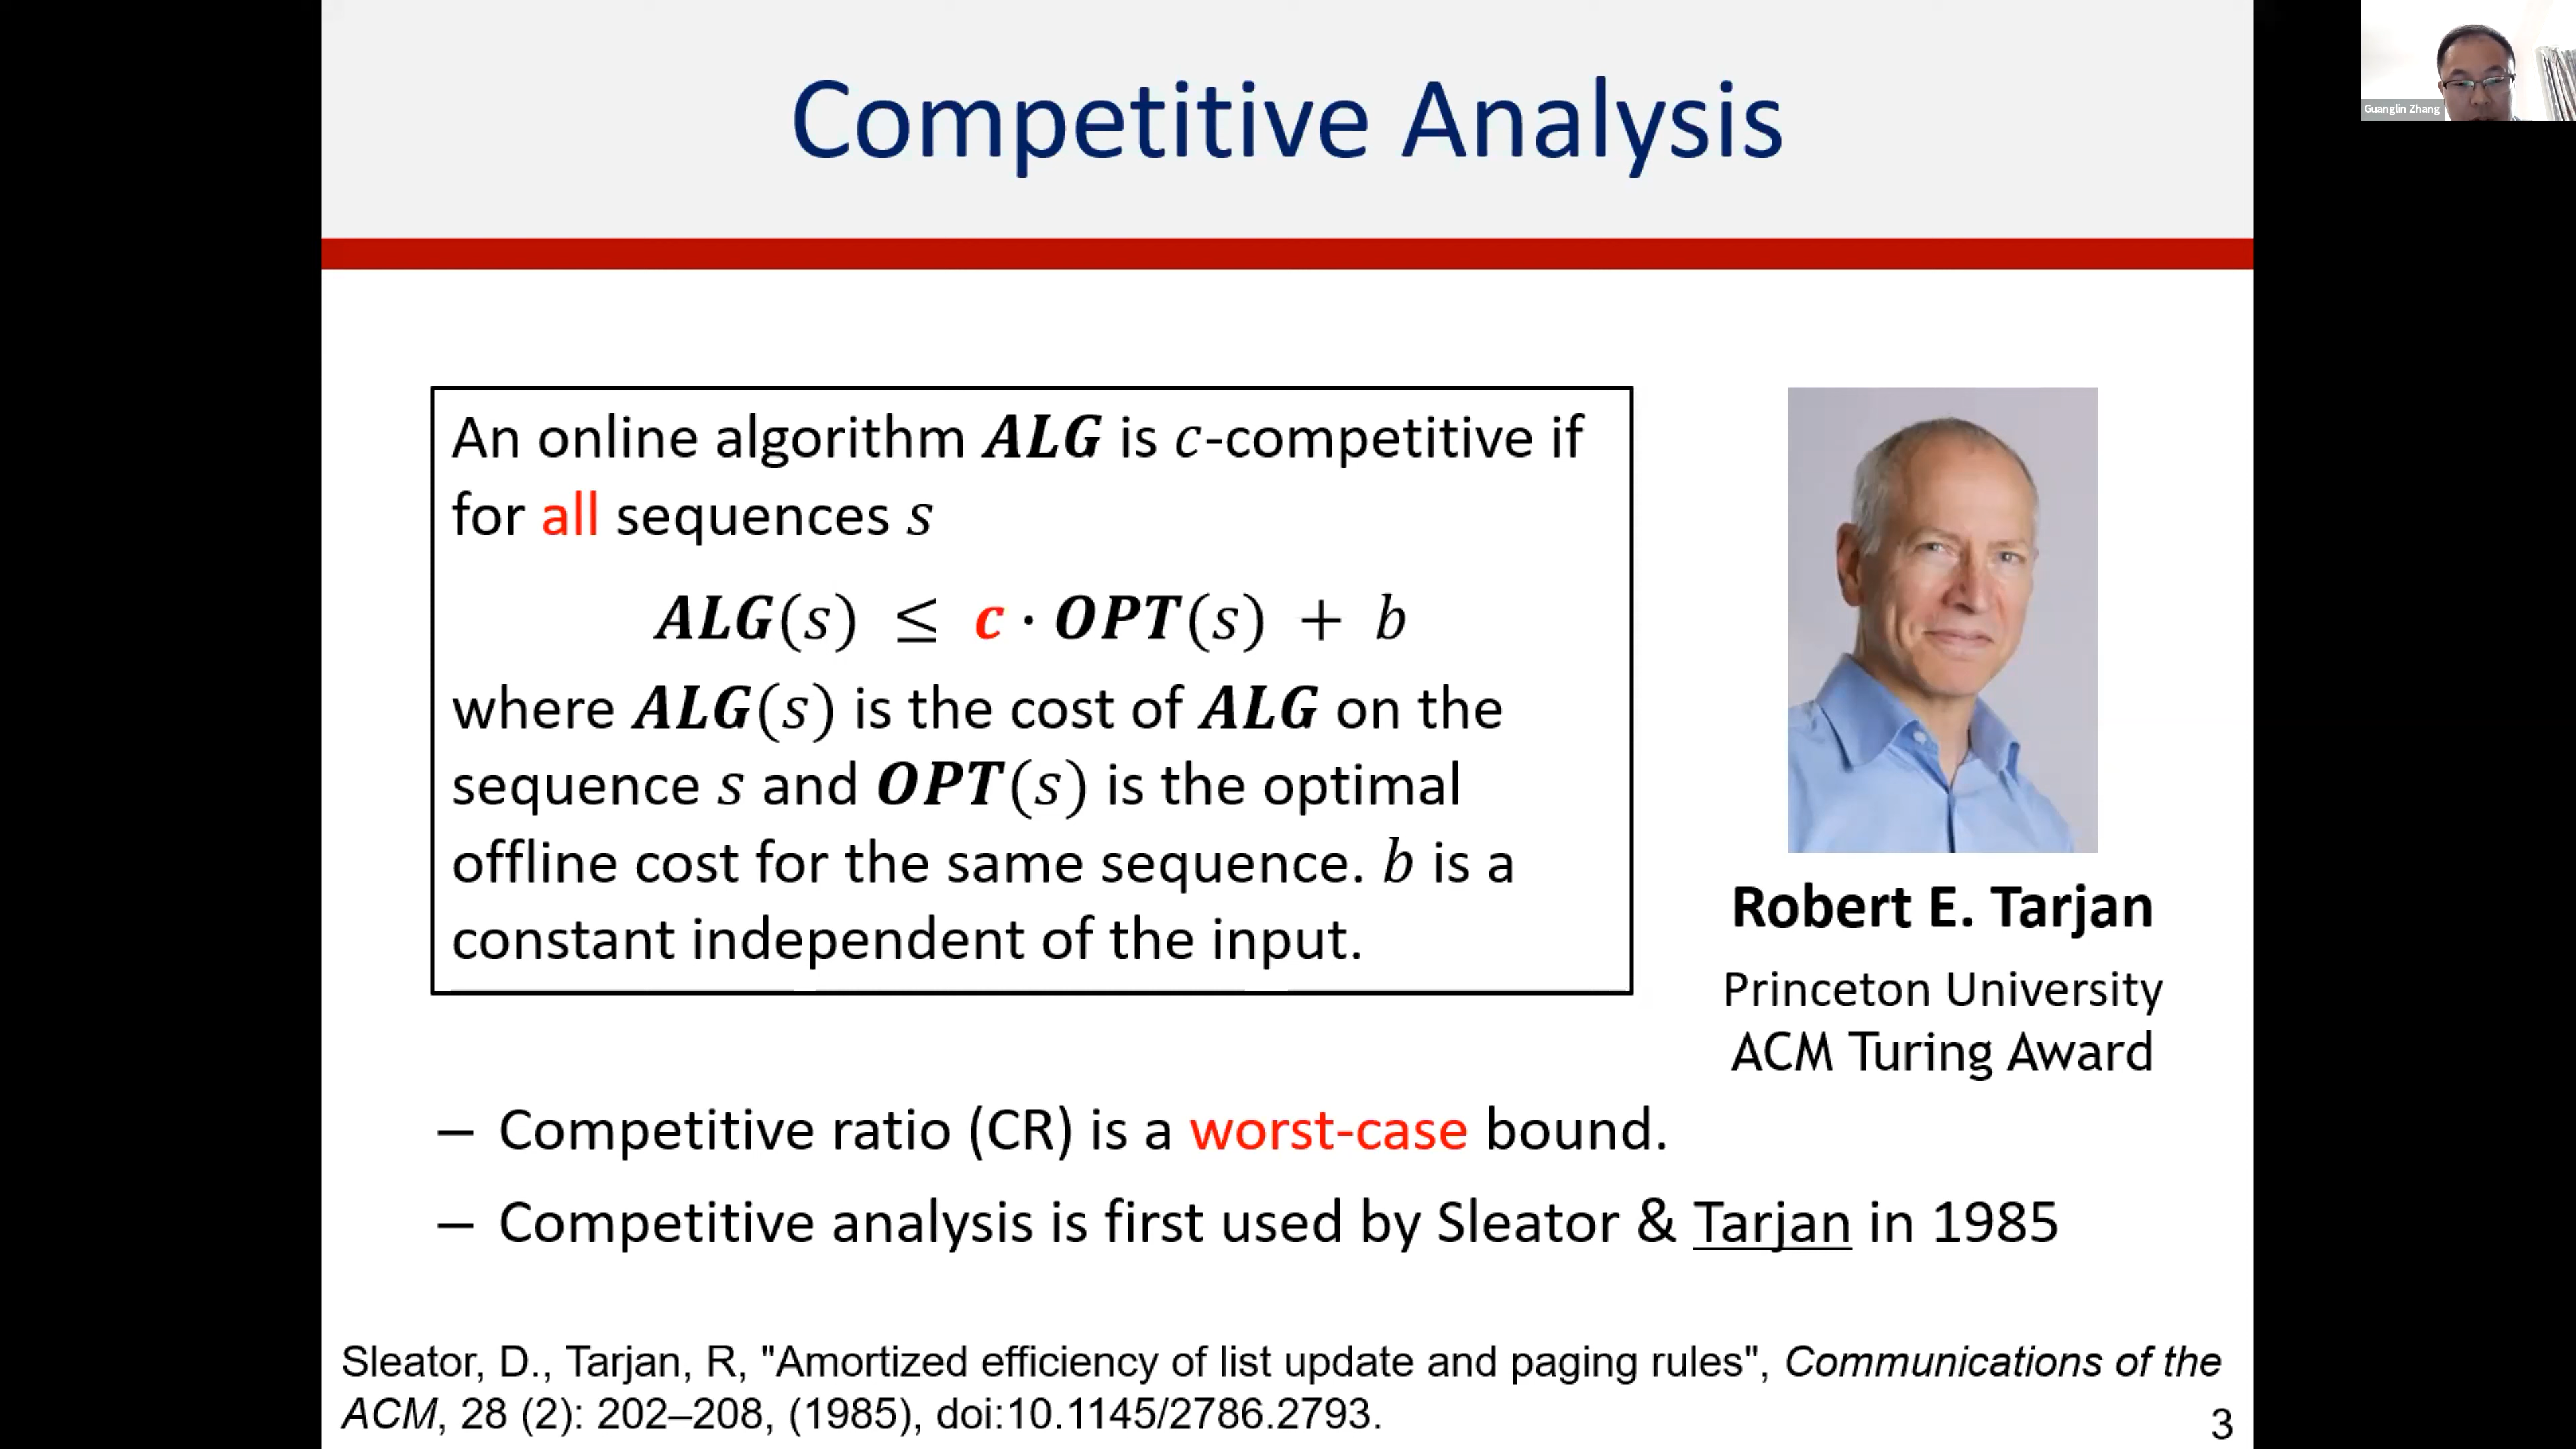 Competitive Analysis
Guanglin Zhang
An online algorithm ALG is c-competitive if
for all sequences s
ALG(s) ≤ c · OPT(s) + b
where ALG(s) is the cost of ALG on the
sequence s and OPT(s) is the optimal
offline cost for the same sequence. b is a
constant independent of the input.
Robert E. Tarjan
Princeton University
ACM Turing Award
– Competitive ratio (CR) is a worst-case bound.
– Competitive analysis is first used by Sleator & Tarjan in 1985
Sleator, D., Tarjan, R, "Amortized efficiency of list update and paging rules", Communications of the
ACM, 28 (2): 202–208, (1985), doi:10.1145/2786.2793.
3